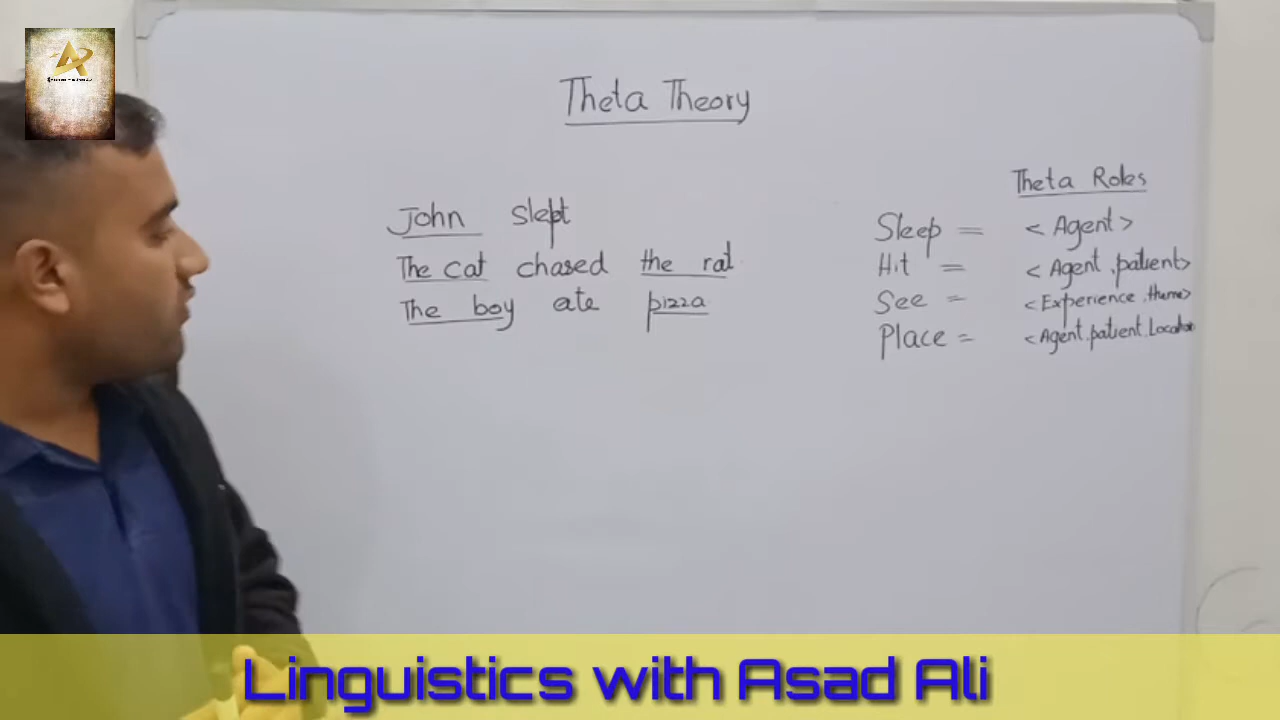 Theta Theory
John slept
The cat chased the rat
The boy ate pizza
Theta Roles
Sleep = < Agent >
Hit = < Agent, patient>
See = < Experience, theme>
Place = < Agent, patient, Location
Linguistics with Asad Ali